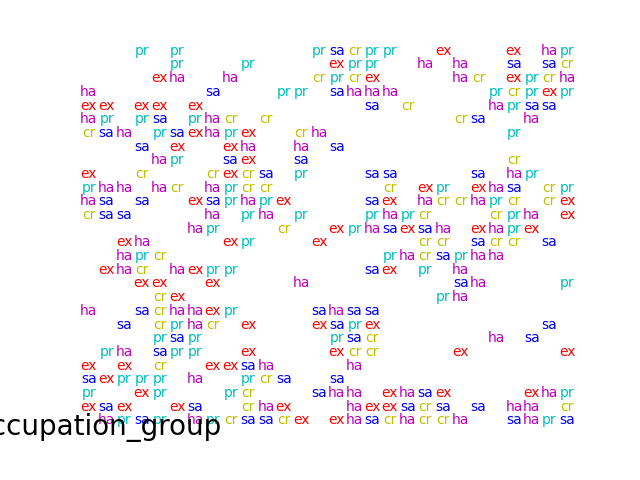 pr pr pr sa cr pr pr ex ex ha pr
pr pr ex pr pr ha ha sa sa cr
ex ha ha cr pr cr ex ha cr ex pr cr ha
ha sa pr pr sa ha ha ha pr cr pr ex pr
ex ex ex ex ex sa cr ha pr sa sa
ha pr pr sa pr ha cr cr cr sa ha
cr sa ha pr sa ex ha pr ex cr ha pr
sa ex ex ha ha sa
ha pr sa ex sa cr
ex cr cr ex cr sa pr sa sa sa ha pr
pr ha ha ha cr ha pr cr cr cr ex pr ex ha sa cr pr
ha sa sa ex sa pr ha pr ex sa ex ha cr cr ha pr cr cr ex
cr sa sa ha pr ha pr pr ha pr cr cr pr ha ex
ha pr cr ex pr ha sa ex sa ha ex ha pr ex
ex ha ex pr ex cr cr sa cr cr sa
ha pr cr pr ha cr sa pr ha ha
ex ha cr ha ex pr pr sa ex pr ha
ex ex ex ha sa ha pr
cr ex pr ha
ha sa cr ha ha ex pr sa ha sa sa
sa cr pr ha cr ex ex sa pr ex sa
pr sa pr pr sa cr ha sa
pr ha sa pr pr ex ex cr cr ex ex
ex ex cr ex ex sa ha ha
sa ex pr pr pr ha pr cr sa sa
pr ex pr pr cr sa ha ha ex ha sa ex ex ha pr
ex sa ex ex sa cr ha ex ha ex ex sa cr sa sa ha ha cr
ha pr sa pr ha pr cr sa sa cr ex ex ha sa cr ha cr cr ha sa ha pr sa
ccupation_group